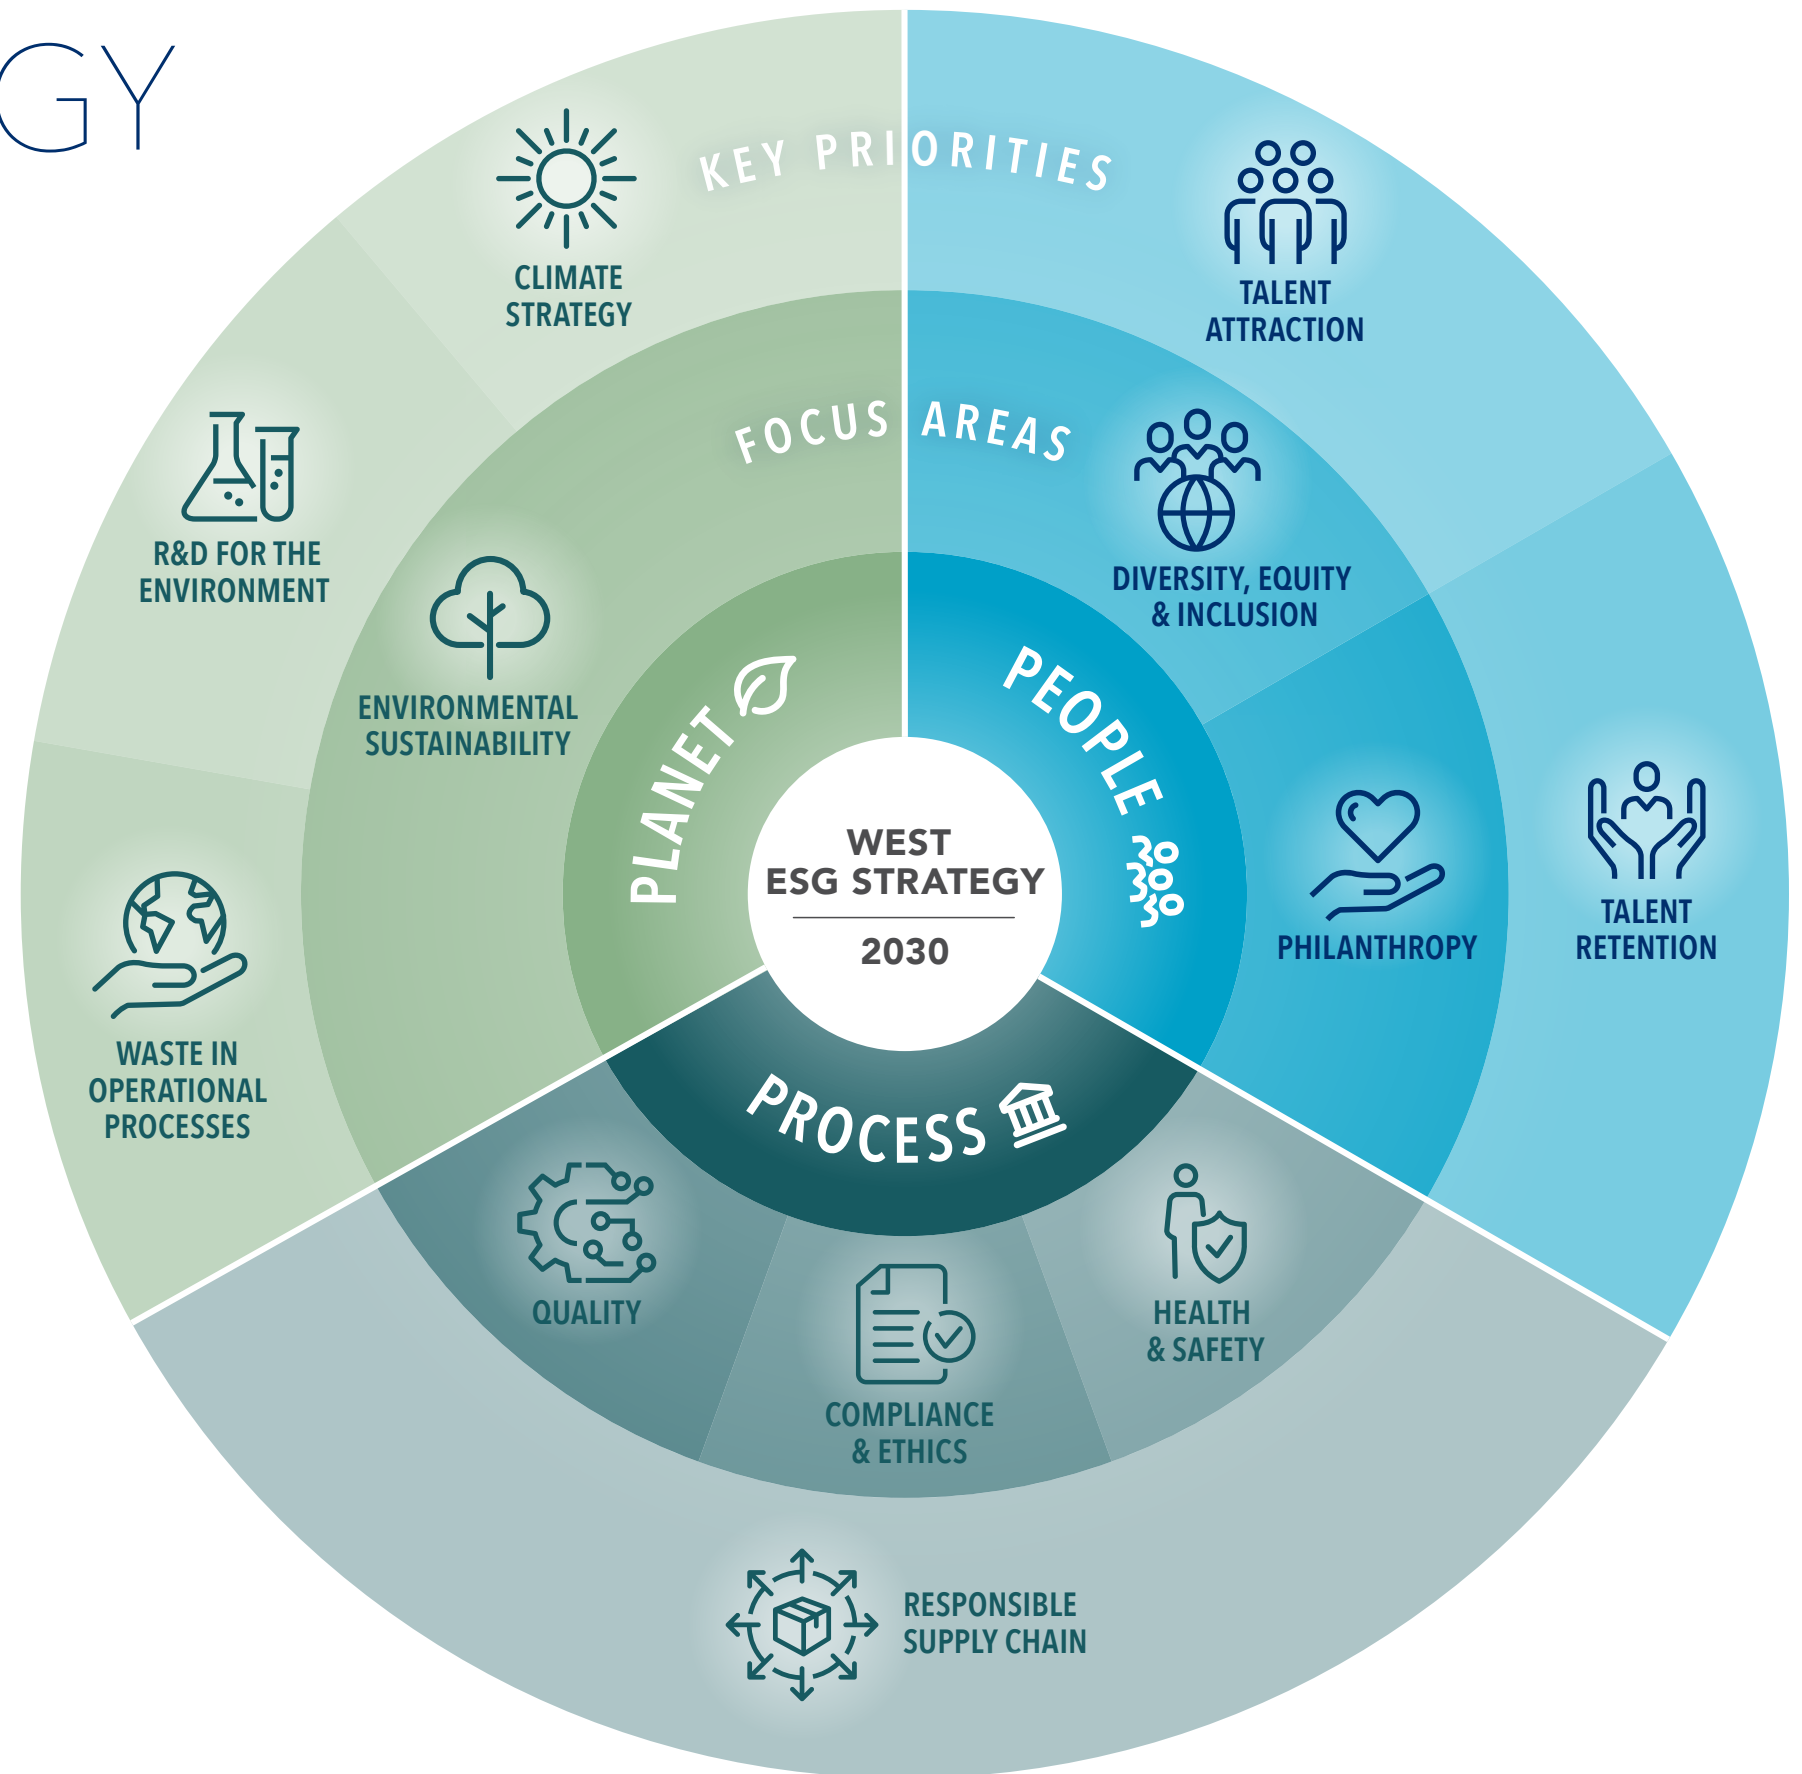 GY
KEY PRIORITIES
CLIMATE
STRATEGY
TALENT
ATTRACTION
FOCUS AREAS
R&D FOR THE
ENVIRONMENT
DIVERSITY, EQUITY
& INCLUSION
ENVIRONMENTAL
SUSTAINABILITY
PLANET
PEOPLE
WEST
ESG STRATEGY
2030
PHILANTHROPY
TALENT
RETENTION
WASTE IN
OPERATIONAL
PROCESSES
PROCESS
QUALITY
HEALTH
& SAFETY
COMPLIANCE
& ETHICS
RESPONSIBLE
SUPPLY CHAIN